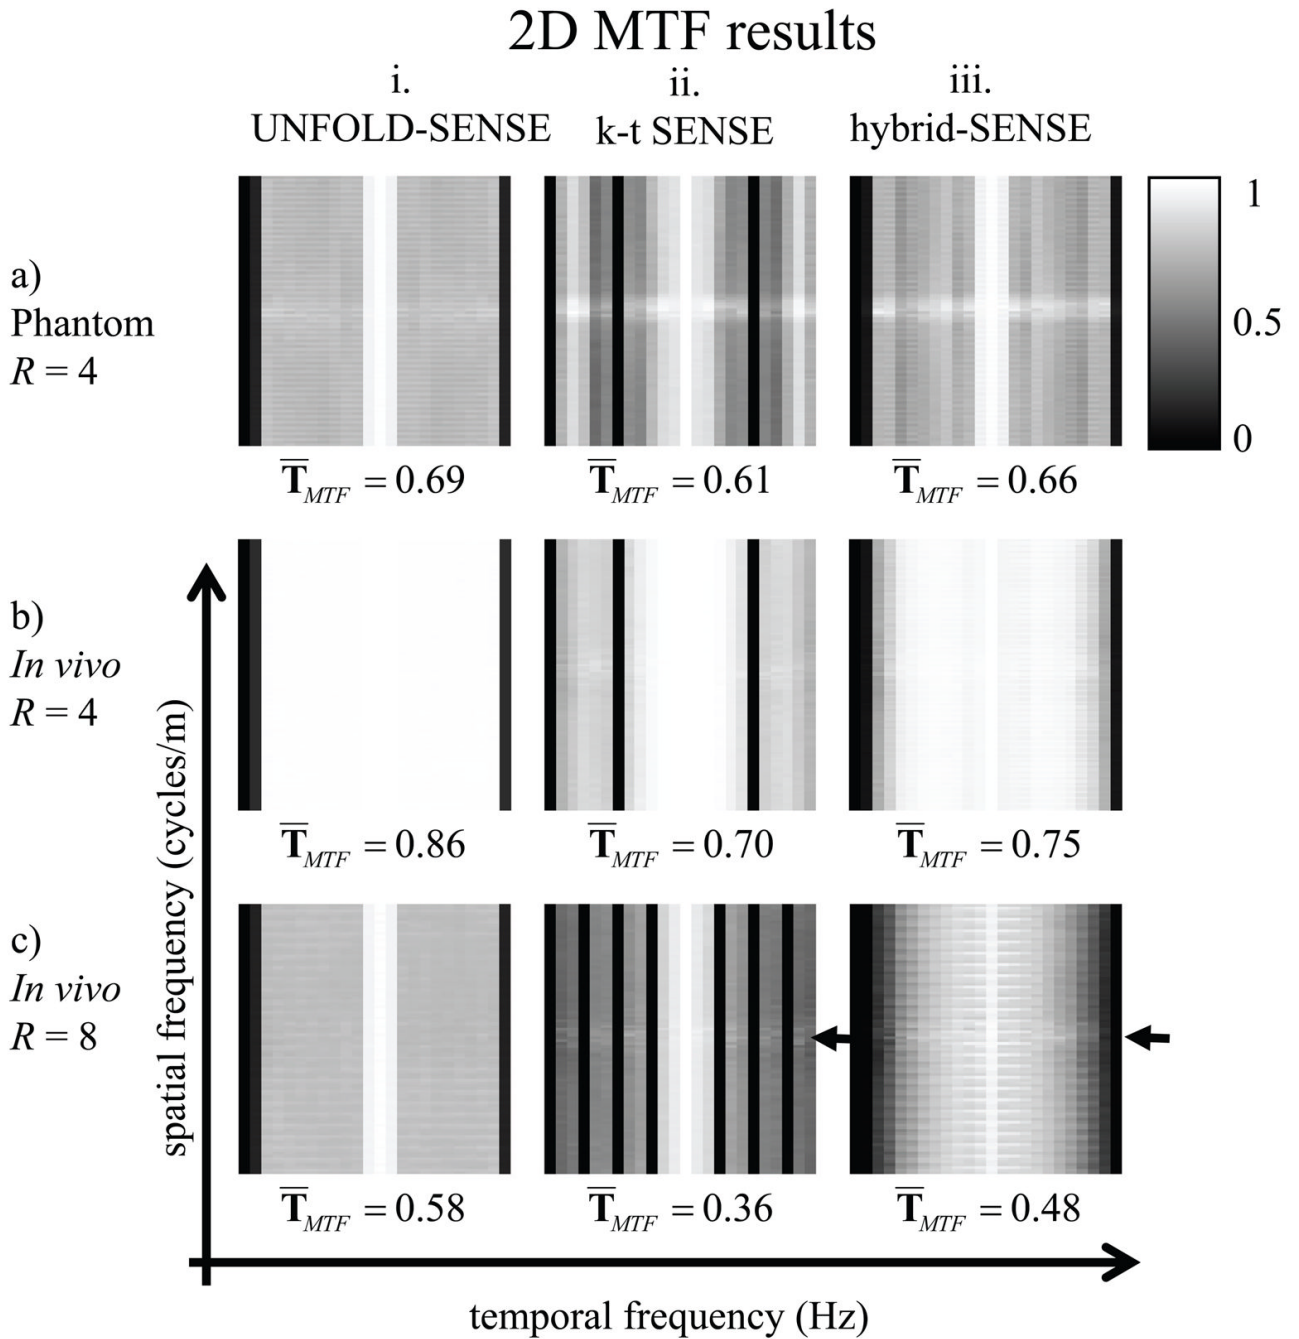 2D MTF results
i.
ii.
iii.
UNFOLD-SENSE
k-t SENSE
hybrid-SENSE
a)
Phantom
R = 4
1
0.5
0
T̅MTF = 0.69
T̅MTF = 0.61
T̅MTF = 0.66
b)
In vivo
R = 4
T̅MTF = 0.86
T̅MTF = 0.70
T̅MTF = 0.75
c)
In vivo
R = 8
T̅MTF = 0.58
T̅MTF = 0.36
T̅MTF = 0.48
spatial frequency (cycles/m)
temporal frequency (Hz)